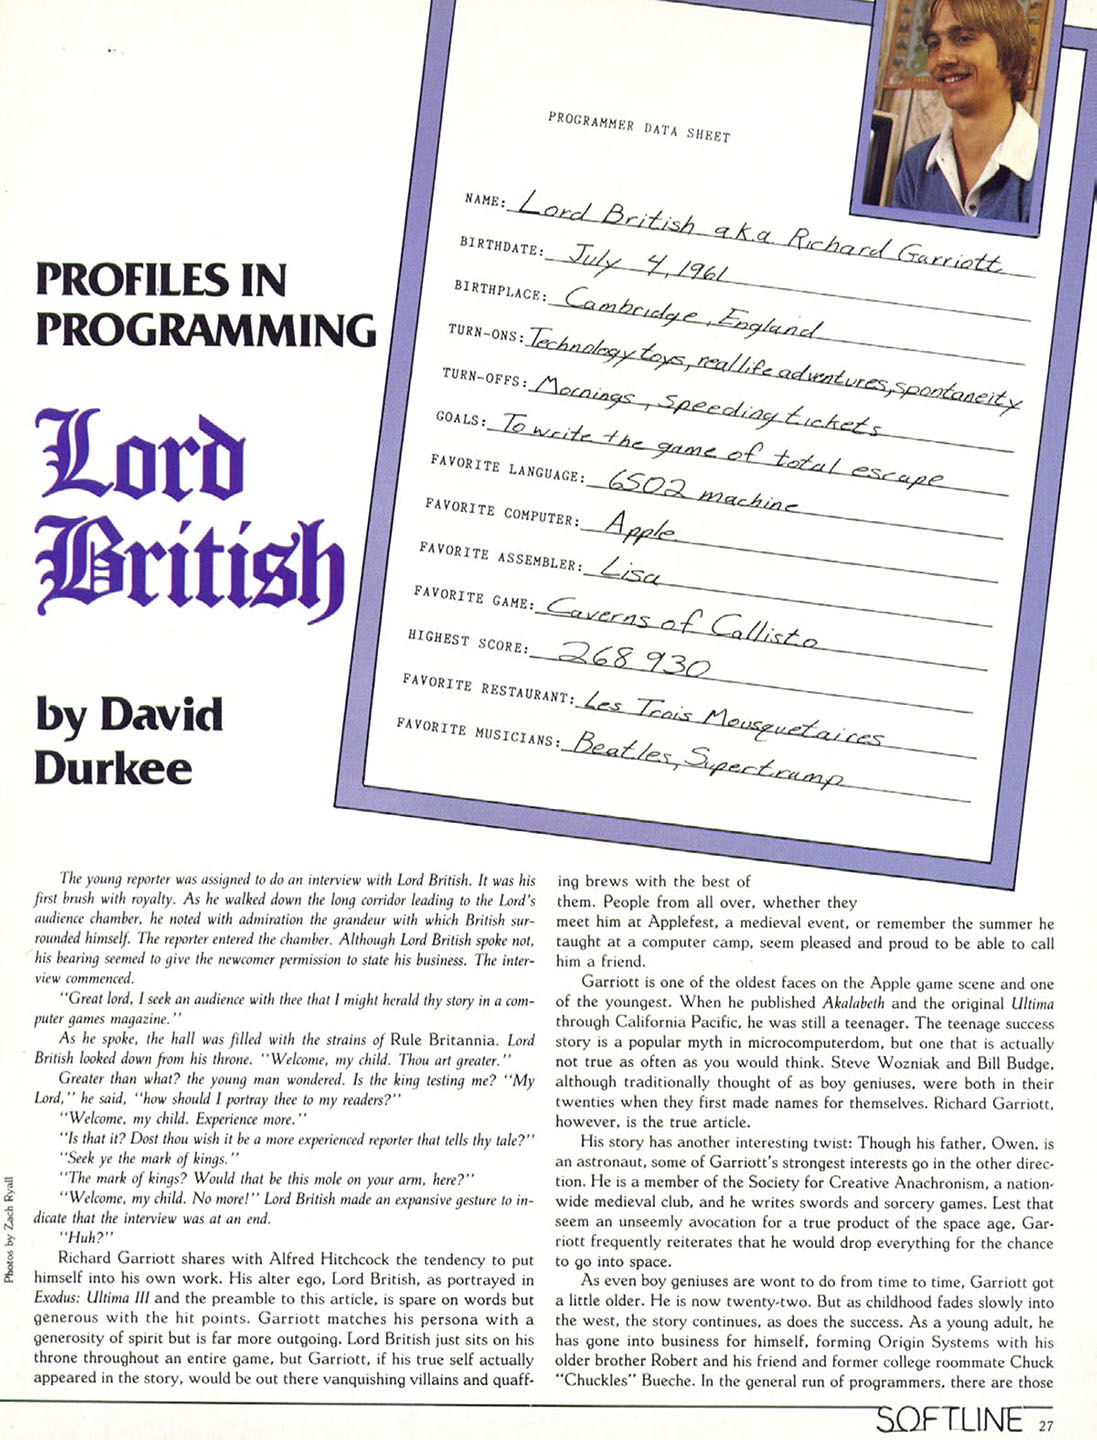 PROGRAMMER DATA SHEET
NAME: Lord British a.k.a Richard Garriott
BIRTHDATE: July 4, 1961
BIRTHPLACE: Cambridge, England
TURN-ONS: Technology toys, real life adventures, spontaneity
TURN-OFFS: Mornings, speeding tickets
GOALS: To write the game of total escape
FAVORITE LANGUAGE: 6502 machine
FAVORITE COMPUTER: Apple
FAVORITE ASSEMBLER: Lisa
FAVORITE GAME: Caverns of Callisto
HIGHEST SCORE: 268 930
FAVORITE RESTAURANT: Les Trois Mousquetaires
FAVORITE MUSICIANS: Beatles, Supertramp
PROFILES IN
PROGRAMMING
Lord
British
by David
Durkee
The young reporter was assigned to do an interview with Lord British. It was his
first brush with royalty. As he walked down the long corridor leading to the Lord's
audience chamber, he noted with admiration the grandeur with which British sur-
rounded himself. The reporter entered the chamber. Although Lord British spoke not,
his bearing seemed to give the newcomer permission to state his business. The inter-
view commenced.
"Great lord, I seek an audience with thee that I might herald thy story in a com-
puter games magazine."
As he spoke, the hall was filled with the strains of Rule Britannia. Lord
British looked down from his throne. "Welcome, my child. Thou art greater."
Greater than what? the young man wondered. Is the king testing me? "My
Lord," he said, "how should I portray thee to my readers?"
"Welcome, my child. Experience more."
"Is that it? Dost thou wish it be a more experienced reporter that tells thy tale?"
"Seek ye the mark of kings."
"The mark of kings? Would that be this mole on your arm, here?"
"Welcome, my child. No more!" Lord British made an expansive gesture to in-
dicate that the interview was at an end.
"Huh?"
Richard Garriott shares with Alfred Hitchcock the tendency to put
himself into his own work. His alter ego, Lord British, as portrayed in
Exodus: Ultima III and the preamble to this article, is spare on words but
generous with the hit points. Garriott matches his persona with a
generosity of spirit but is far more outgoing. Lord British just sits on his
throne throughout an entire game, but Garriott, if his true self actually
appeared in the story, would be out there vanquishing villains and quaff-
ing brews with the best of
them. People from all over, whether they
meet him at Applefest, a medieval event, or remember the summer he
taught at a computer camp, seem pleased and proud to be able to call
him a friend.
Garriott is one of the oldest faces on the Apple game scene and one
of the youngest. When he published Akalabeth and the original Ultima
through California Pacific, he was still a teenager. The teenage success
story is a popular myth in microcomputerdom, but one that is actually
not true as often as you would think. Steve Wozniak and Bill Budge,
although traditionally thought of as boy geniuses, were both in their
twenties when they first made names for themselves. Richard Garriott,
however, is the true article.
His story has another interesting twist: Though his father, Owen, is
an astronaut, some of Garriott's strongest interests go in the other direc-
tion. He is a member of the Society for Creative Anachronism, a nation-
wide medieval club, and he writes swords and sorcery games. Lest that
seem an unseemly avocation for a true product of the space age, Gar-
riott frequently reiterates that he would drop everything for the chance
to go into space.
As even boy geniuses are wont to do from time to time, Garriott got
a little older. He is now twenty-two. But as childhood fades slowly into
the west, the story continues, as does the success. As a young adult, he
has gone into business for himself, forming Origin Systems with his
older brother Robert and his friend and former college roommate Chuck
"Chuckles" Bueche. In the general run of programmers, there are those
Photos by Zach Ryall
SOFTLINE 27